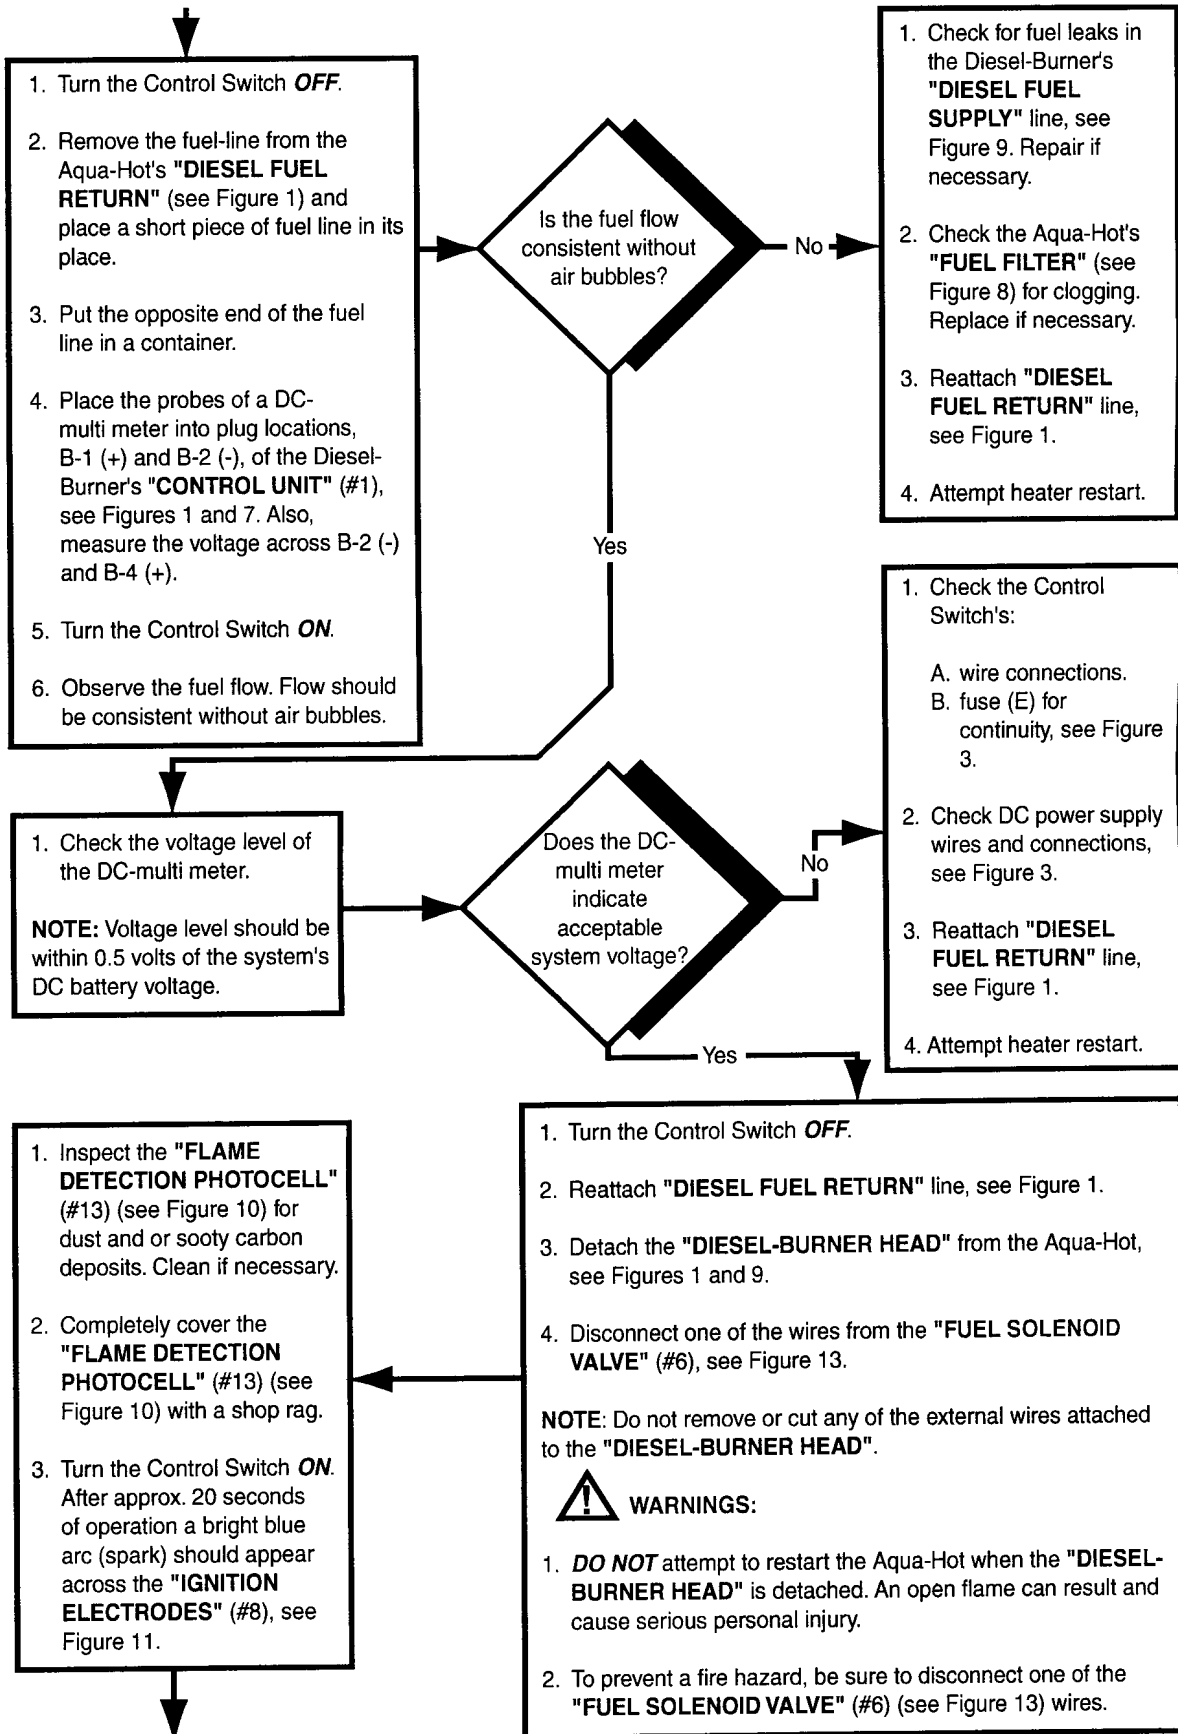 1. Turn the Control Switch OFF.
2. Remove the fuel-line from the
Aqua-Hot's "DIESEL FUEL
RETURN" (see Figure 1) and
place a short piece of fuel line in its
place.
3. Put the opposite end of the fuel
line in a container.
4. Place the probes of a DC-
multi meter into plug locations,
B-1 (+) and B-2 (-), of the Diesel-
Burner's "CONTROL UNIT" (#1),
see Figures 1 and 7. Also,
measure the voltage across B-2 (-)
and B-4 (+).
5. Turn the Control Switch ON.
6. Observe the fuel flow. Flow should
be consistent without air bubbles.
Is the fuel flow
consistent without
air bubbles?
No
1. Check for fuel leaks in
the Diesel-Burner's
"DIESEL FUEL
SUPPLY" line, see
Figure 9. Repair if
necessary.
2. Check the Aqua-Hot's
"FUEL FILTER" (see
Figure 8) for clogging.
Replace if necessary.
3. Reattach "DIESEL
FUEL RETURN" line,
see Figure 1.
4. Attempt heater restart.
Yes
1. Check the voltage level of
the DC-multi meter.
NOTE: Voltage level should be
within 0.5 volts of the system's
DC battery voltage.
Does the DC-
multi meter
indicate
acceptable
system voltage?
No
1. Check the Control
Switch's:
A. wire connections.
B. fuse (E) for
continuity, see Figure
3.
2. Check DC power supply
wires and connections,
see Figure 3.
3. Reattach "DIESEL
FUEL RETURN" line,
see Figure 1.
4. Attempt heater restart.
Yes
1. Turn the Control Switch OFF.
2. Reattach "DIESEL FUEL RETURN" line, see Figure 1.
3. Detach the "DIESEL-BURNER HEAD" from the Aqua-Hot,
see Figures 1 and 9.
4. Disconnect one of the wires from the "FUEL SOLENOID
VALVE" (#6), see Figure 13.
NOTE: Do not remove or cut any of the external wires attached
to the "DIESEL-BURNER HEAD".
! WARNINGS:
1. DO NOT attempt to restart the Aqua-Hot when the "DIESEL-
BURNER HEAD" is detached. An open flame can result and
cause serious personal injury.
2. To prevent a fire hazard, be sure to disconnect one of the
"FUEL SOLENOID VALVE" (#6) (see Figure 13) wires.
1. Inspect the "FLAME
DETECTION PHOTOCELL"
(#13) (see Figure 10) for
dust and or sooty carbon
deposits. Clean if necessary.
2. Completely cover the
"FLAME DETECTION
PHOTOCELL" (#13) (see
Figure 10) with a shop rag.
3. Turn the Control Switch ON.
After approx. 20 seconds
of operation a bright blue
arc (spark) should appear
across the "IGNITION
ELECTRODES" (#8), see
Figure 11.